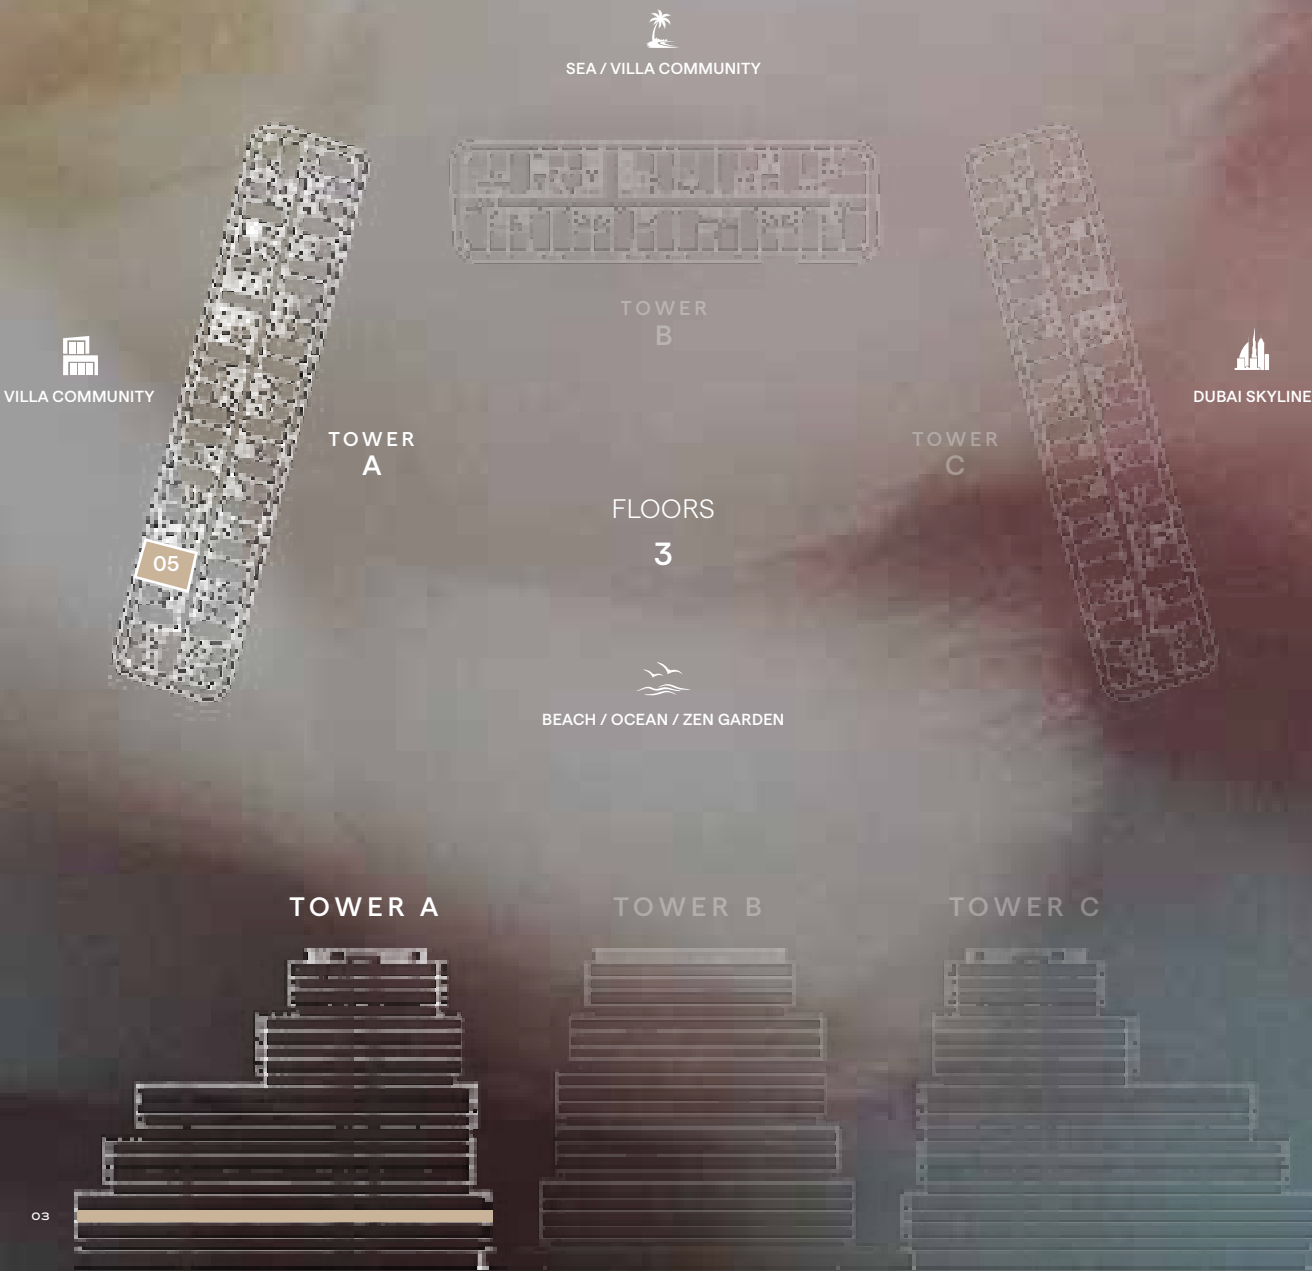 SEA / VILLA COMMUNITY
TOWER
B
VILLA COMMUNITY
DUBAI SKYLINE
TOWER
A
TOWER
C
FLOORS
3
05
BEACH / OCEAN / ZEN GARDEN
TOWER A
TOWER B
TOWER C
03